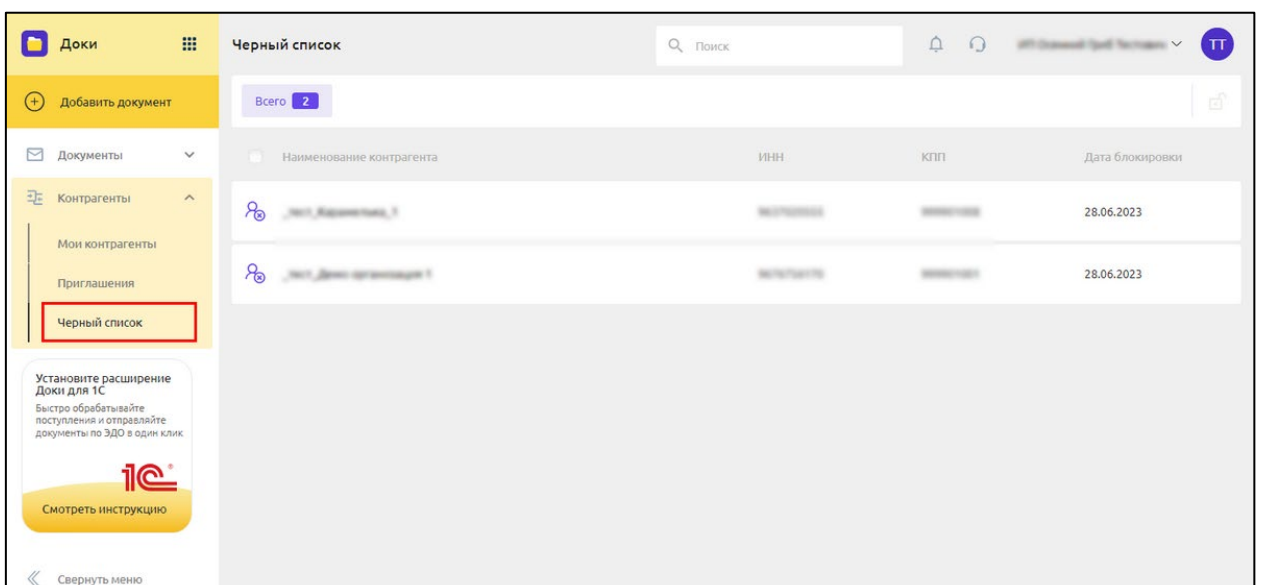 Доки
Черный список
Поиск
ТТ
Добавить документ
Всего 2
Документы
Наименование контрагента
ИНН
КПП
Дата блокировки
Контрагенты
28.06.2023
Мои контрагенты
28.06.2023
Приглашения
Черный список
Установите расширение
Доки для 1С
Быстро обрабатывайте
поступления и отправляйте
документы по ЭДО в один клик
1С®
Смотреть инструкцию
Свернуть меню